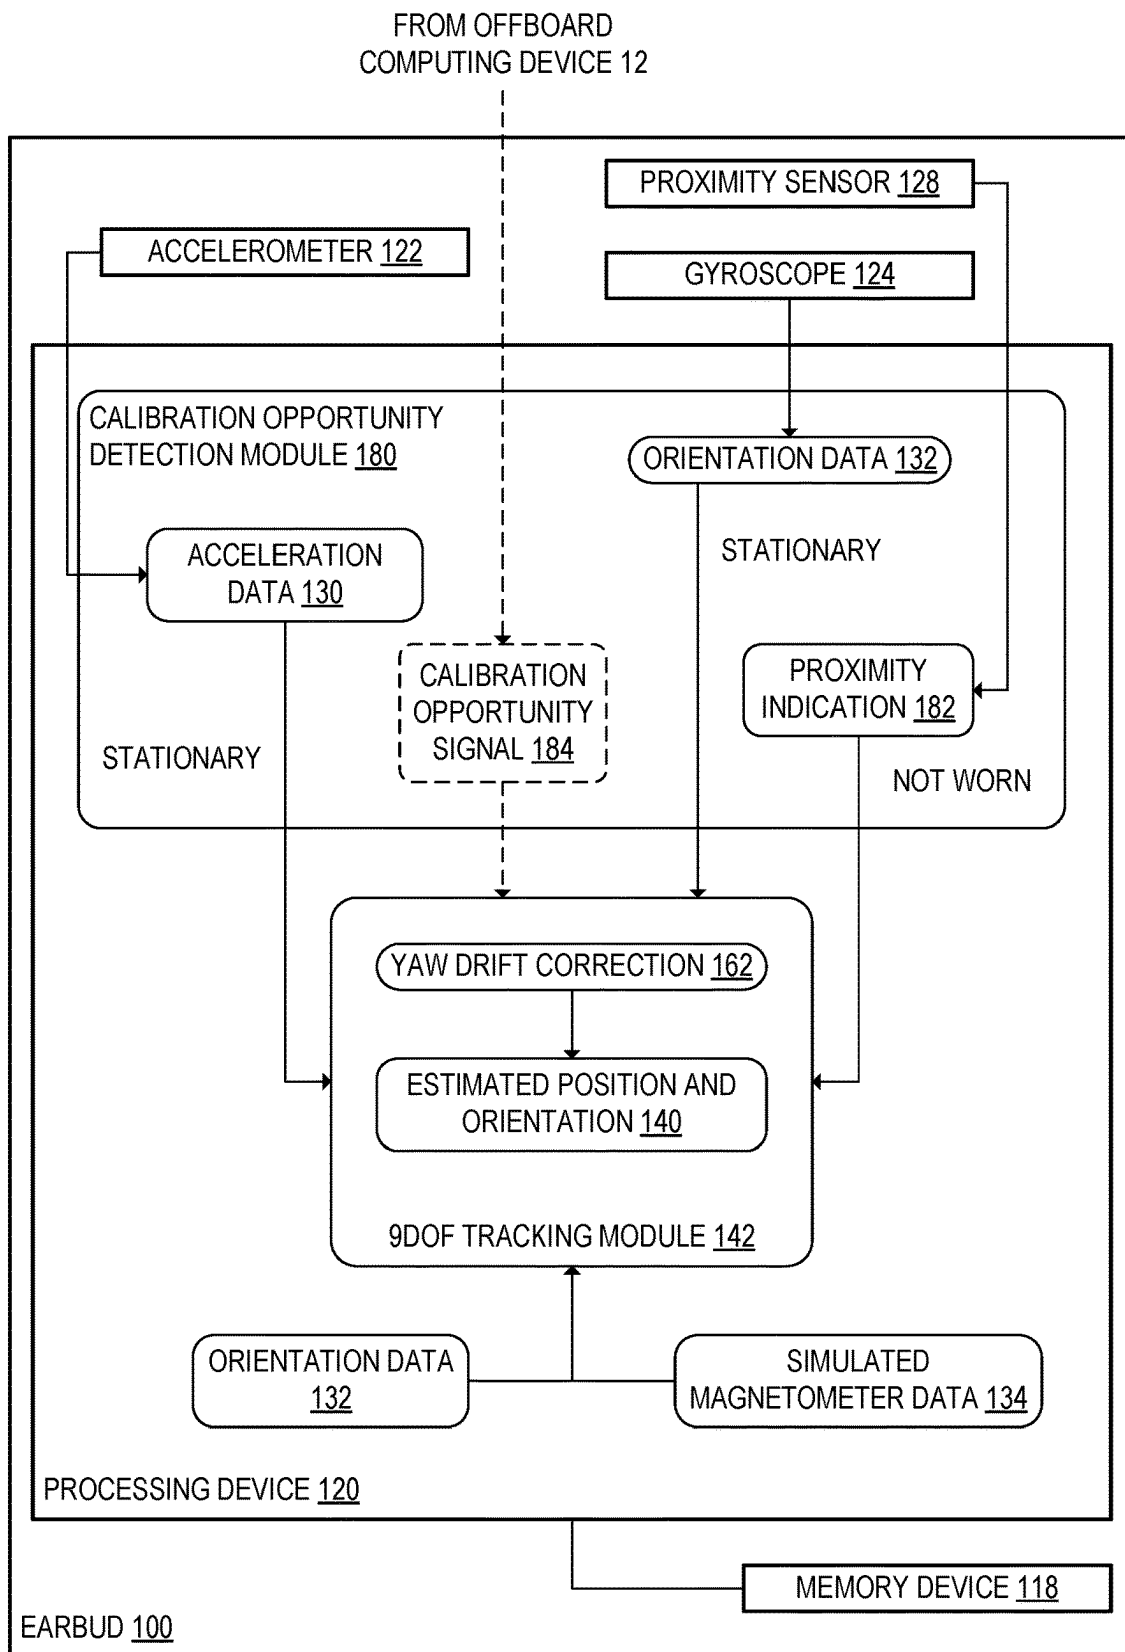 FROM OFFBOARD
COMPUTING DEVICE 12
PROXIMITY SENSOR 128
ACCELEROMETER 122
GYROSCOPE 124
CALIBRATION OPPORTUNITY
DETECTION MODULE 180
ORIENTATION DATA 132
STATIONARY
ACCELERATION
DATA 130
CALIBRATION
OPPORTUNITY
SIGNAL 184
PROXIMITY
INDICATION 182
STATIONARY
NOT WORN
YAW DRIFT CORRECTION 162
ESTIMATED POSITION AND
ORIENTATION 140
9DOF TRACKING MODULE 142
ORIENTATION DATA
132
SIMULATED
MAGNETOMETER DATA 134
PROCESSING DEVICE 120
MEMORY DEVICE 118
EARBUD 100